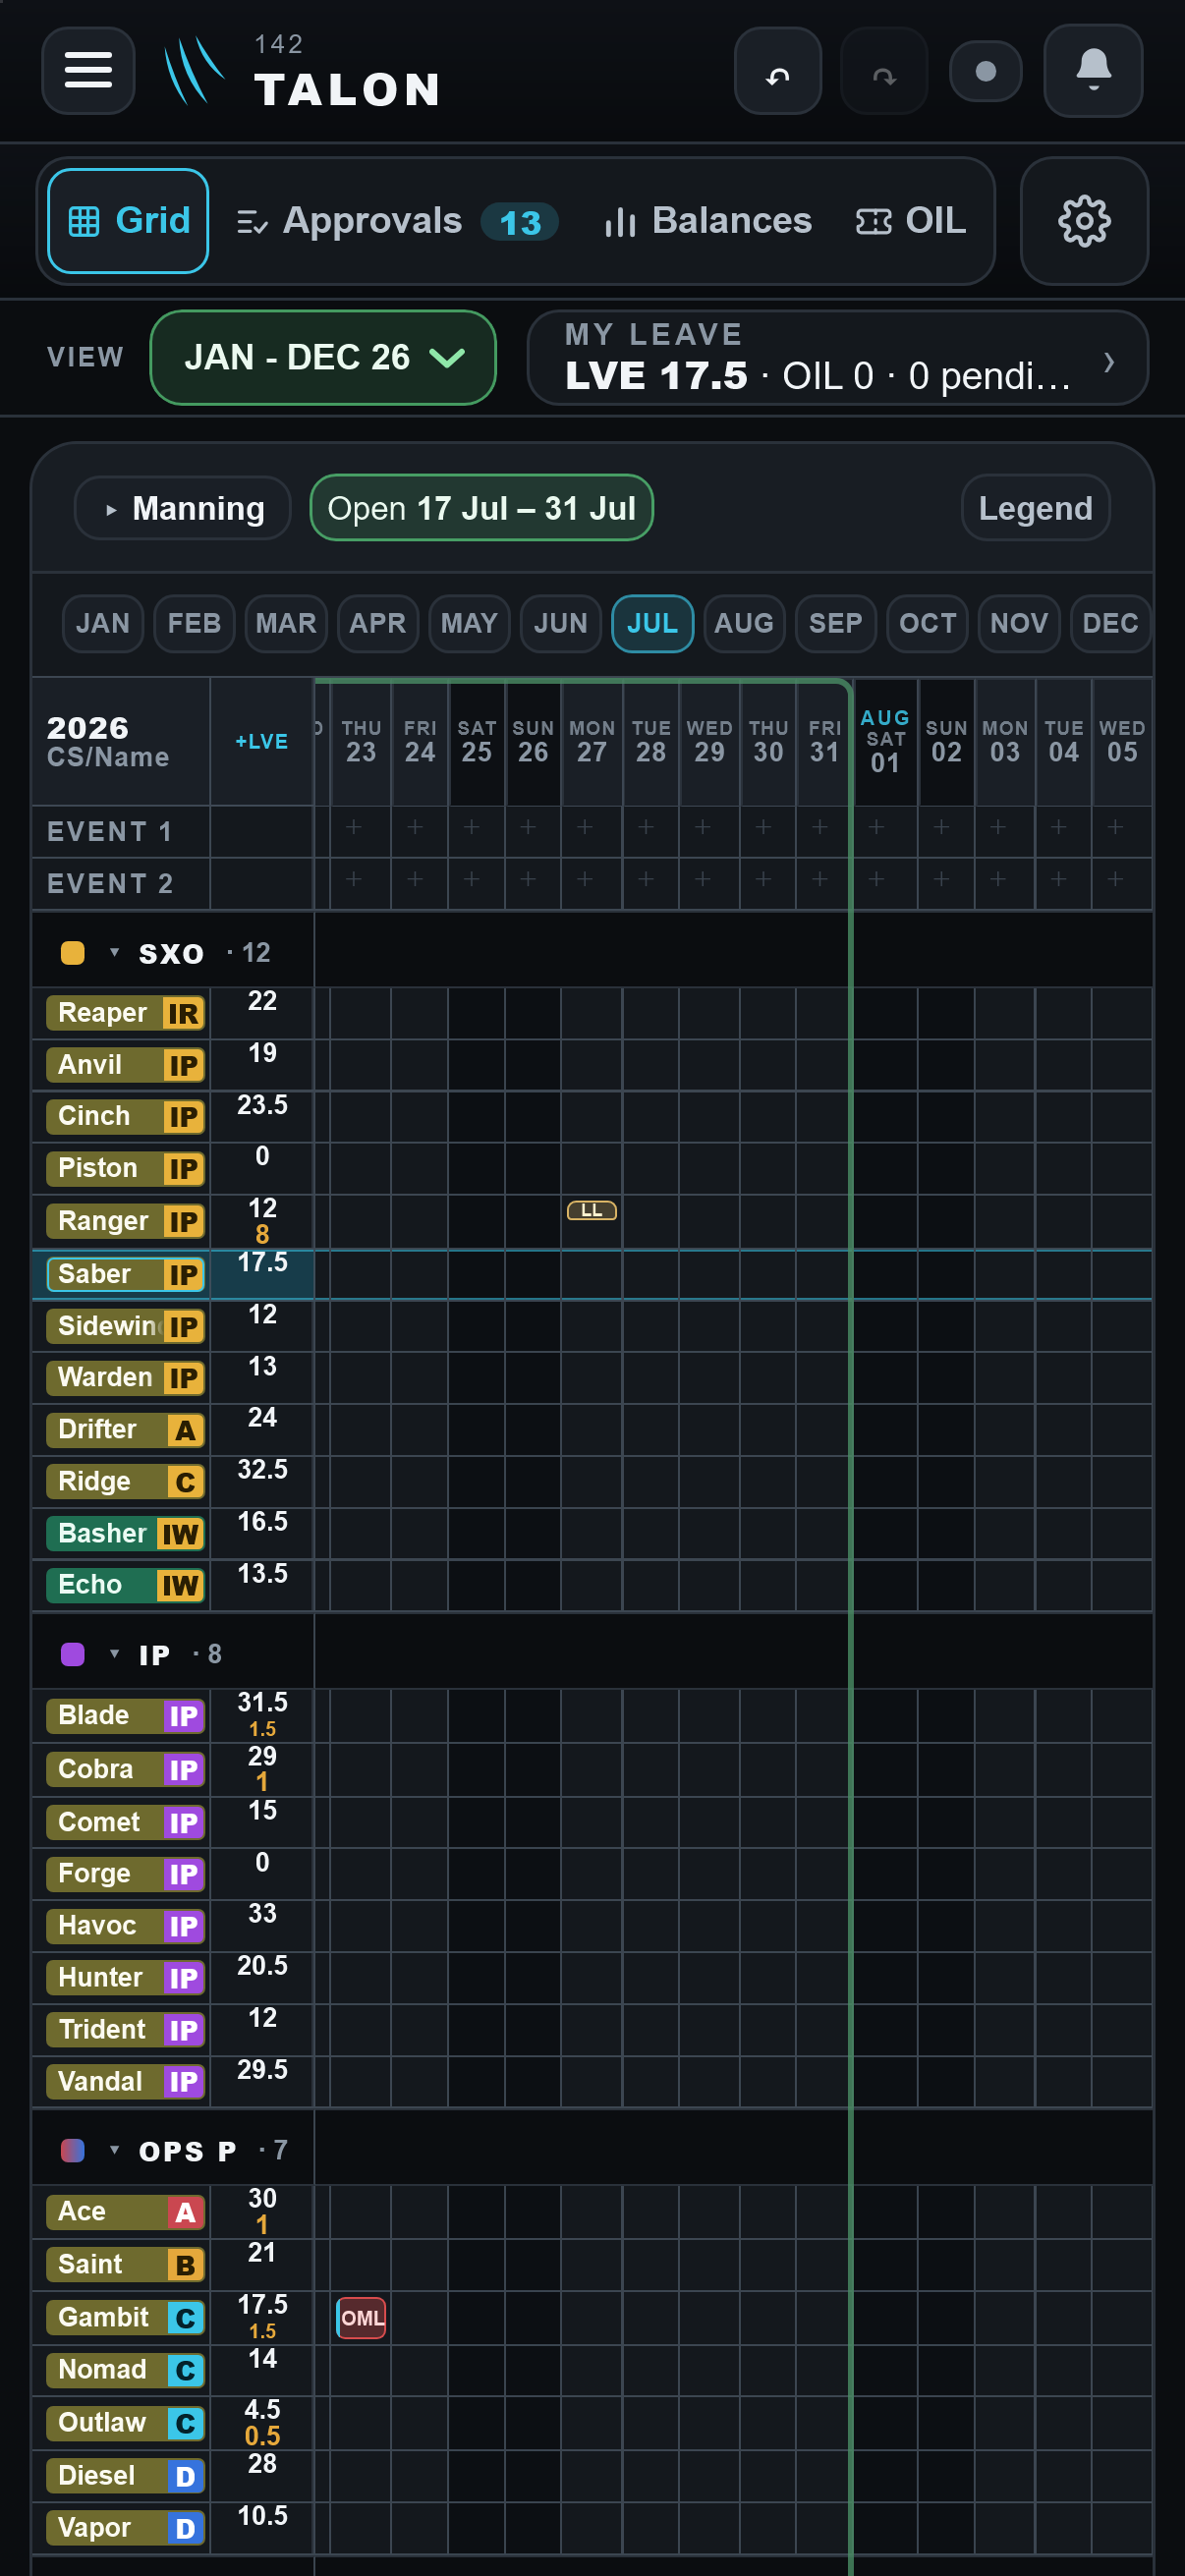 142
TALON
Grid Approvals 13 Balances OIL
VIEW JAN - DEC 26
MY LEAVE
LVE 17.5 · OIL 0 · 0 pendi…
Manning Open 17 Jul – 31 Jul Legend
JAN FEB MAR APR MAY JUN JUL AUG SEP OCT NOV DEC
2026
CS/Name
+LVE
THU 23
FRI 24
SAT 25
SUN 26
MON 27
TUE 28
WED 29
THU 30
FRI 31
AUG SAT 01
SUN 02
MON 03
TUE 04
WED 05
EVENT 1 + + + + + + + + + + + + + +
EVENT 2 + + + + + + + + + + + + + +
SXO · 12
Reaper IR 22
Anvil IP 19
Cinch IP 23.5
Piston IP 0
Ranger IP 12 8 LL
Saber IP 17.5
Sidewin IP 12
Warden IP 13
Drifter A 24
Ridge C 32.5
Basher IW 16.5
Echo IW 13.5
IP · 8
Blade IP 31.5 1.5
Cobra IP 29 1
Comet IP 15
Forge IP 0
Havoc IP 33
Hunter IP 20.5
Trident IP 12
Vandal IP 29.5
OPS P · 7
Ace A 30 1
Saint B 21
Gambit C 17.5 1.5 OML
Nomad C 14
Outlaw C 4.5 0.5
Diesel D 28
Vapor D 10.5